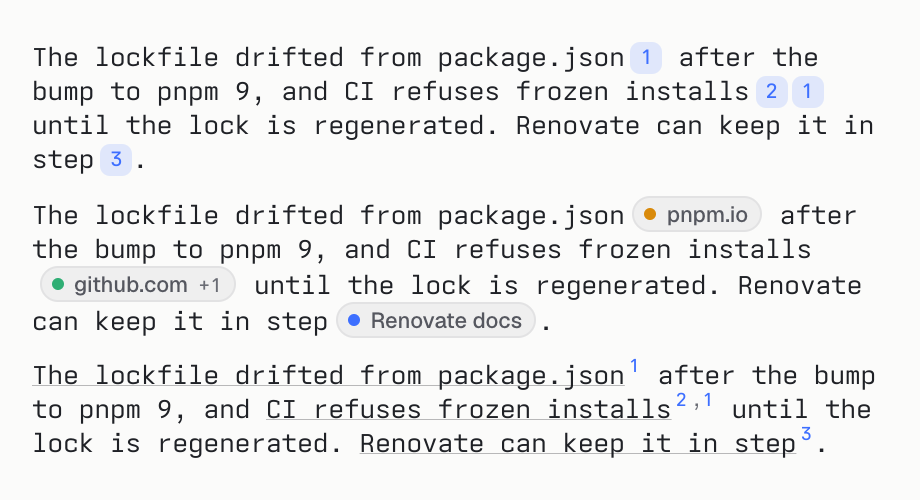 The lockfile drifted from package.json 1 after the
bump to pnpm 9, and CI refuses frozen installs 2 1
until the lock is regenerated. Renovate can keep it in
step 3.
The lockfile drifted from package.json pnpm.io after
the bump to pnpm 9, and CI refuses frozen installs
github.com +1 until the lock is regenerated. Renovate
can keep it in step Renovate docs.
The lockfile drifted from package.json1 after the bump
to pnpm 9, and CI refuses frozen installs2,1 until the
lock is regenerated. Renovate can keep it in step3.